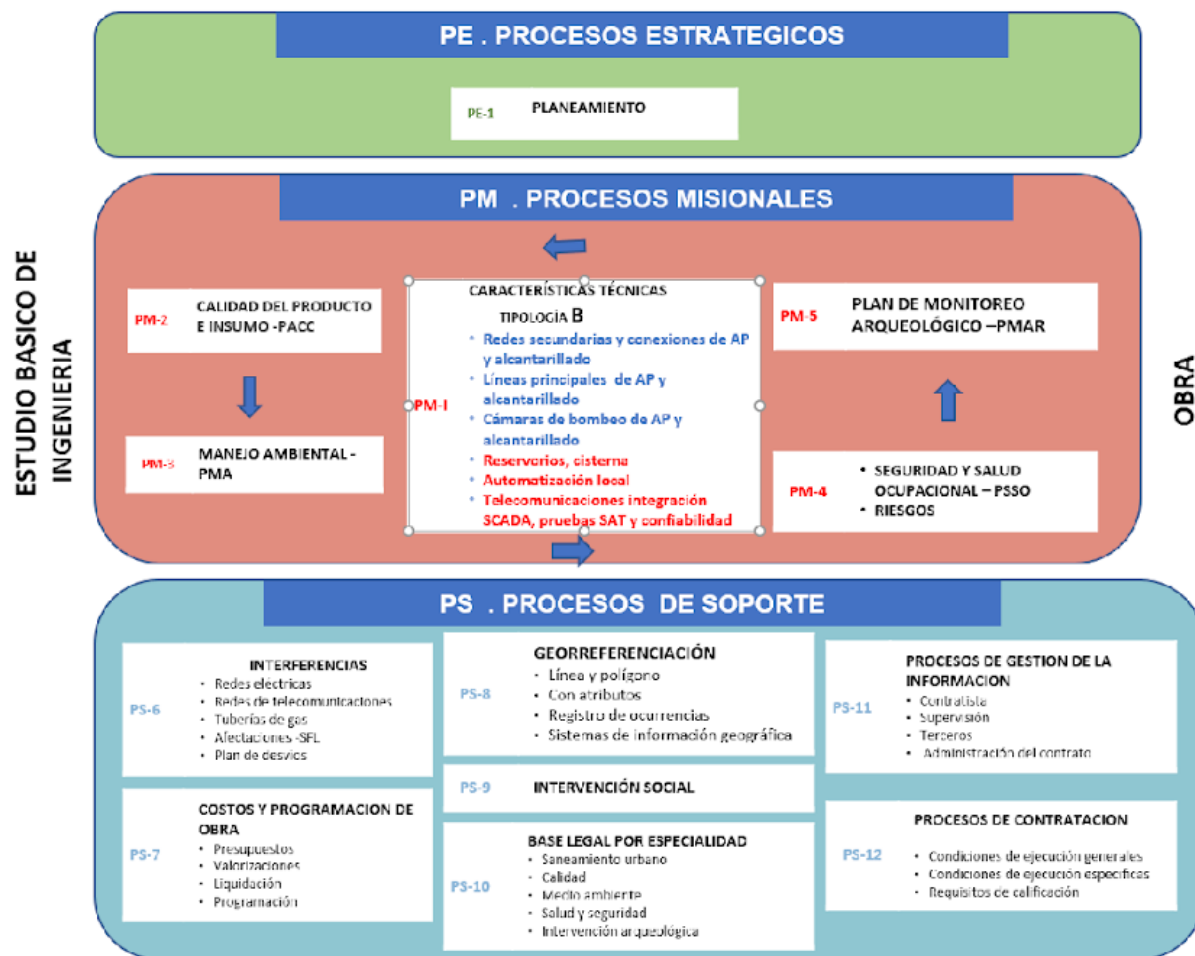 PE . PROCESOS ESTRATEGICOS
PE-1
PLANEAMIENTO
PM . PROCESOS MISIONALES
ESTUDIO BASICO DE
INGENIERIA
PM-2
CALIDAD DEL PRODUCTO
E INSUMO -PACC
PM-3
MANEJO AMBIENTAL -
PMA
PM-I
CARACTERÍSTICAS TÉCNICAS
TIPOLOGÍA B
• Redes secundarias y conexiones de AP
y alcantarillado
• Líneas principales de AP y
alcantarillado
• Cámaras de bombeo de AP y
alcantarillado
• Reservorios, cisterna
• Automatización local
• Telecomunicaciones integración
SCADA, pruebas SAT y confiabilidad
PM-5
PLAN DE MONITOREO
ARQUEOLÓGICO –PMAR
PM-4
• SEGURIDAD Y SALUD
OCUPACIONAL – PSSO
• RIESGOS
OBRA
PS . PROCESOS DE SOPORTE
PS-6
INTERFERENCIAS
• Redes eléctricas
• Redes de telecomunicaciones
• Tuberías de gas
• Afectaciones -SFL
• Plan de desvios
PS-7
COSTOS Y PROGRAMACION DE
OBRA
• Presupuestos
• Valorizaciones
• Liquidación
• Programación
PS-8
GEORREFERENCIACIÓN
• Línea y polígono
• Con atributos
• Registro de ocurrencias
• Sistemas de información geográfica
PS-9
INTERVENCIÓN SOCIAL
PS-10
BASE LEGAL POR ESPECIALIDAD
• Saneamiento urbano
• Calidad
• Medio ambiente
• Salud y seguridad
• Intervención arqueológica
PS-11
PROCESOS DE GESTION DE LA
INFORMACION
• Contratista
• Supervisión
• Terceros
• Administración del contrato
PS-12
PROCESOS DE CONTRATACION
• Condiciones de ejecución generales
• Condiciones de ejecución especificas
• Requisitos de calificación